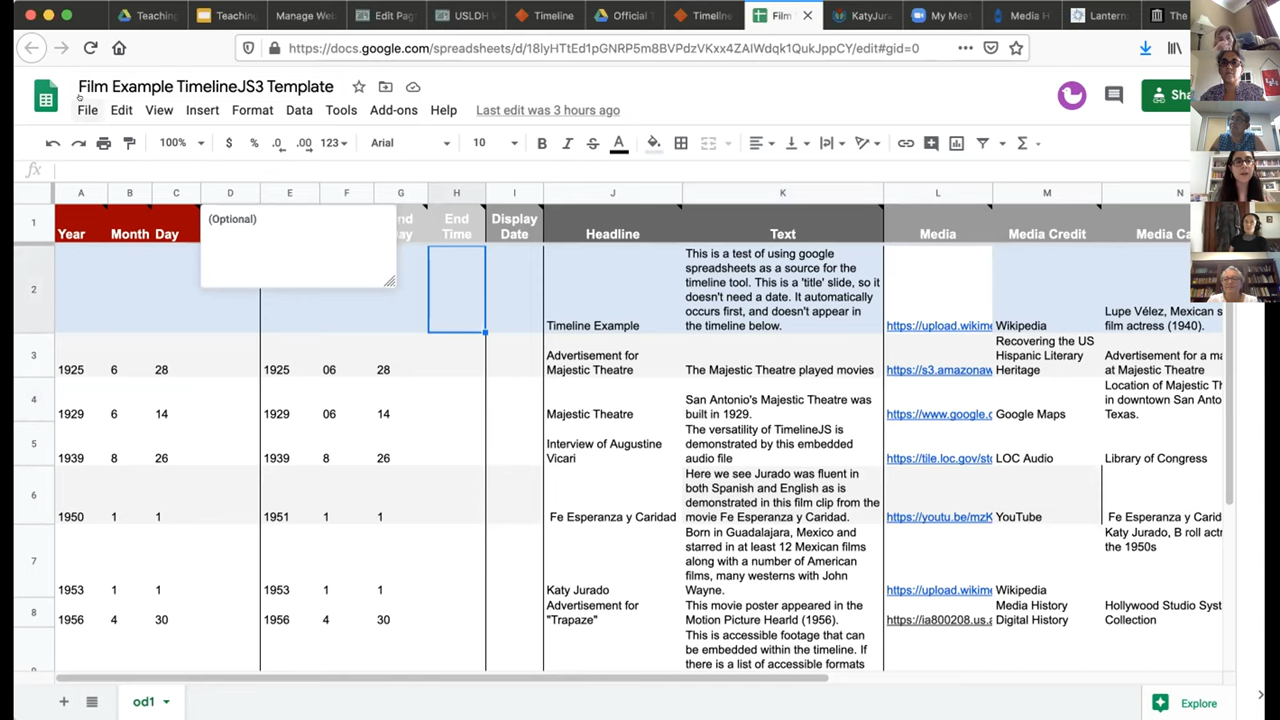 Teaching
Teaching
Manage Wel
Edit Pag
USLDH
Timeline
Official T
Timeline
Film
KatyJura
My Mee
Media H
Lantern
The
https://docs.google.com/spreadsheets/d/18lyHTtEd1pGNRP5m8BVPdzVKxx4ZAIWdqk1QukJppCY/edit#gid=0
Film Example TimelineJS3 Template
File Edit View Insert Format Data Tools Add-ons Help Last edit was 3 hours ago
Sha
100% $ % .0 .00 123 Arial 10 B I S A
fx
A B C D E F G H I J K L M N
1 Year Month Day (Optional) nd ay End Time Display Date Headline Text Media Media Credit Media Ca
2
Timeline Example
This is a test of using google
spreadsheets as a source for the
timeline tool. This is a 'title' slide, so it
doesn't need a date. It automatically
occurs first, and doesn't appear in
the timeline below.
https://upload.wikime
Wikipedia
Lupe Vélez, Mexican s
film actress (1940).
3
1925 6 28 1925 06 28
Advertisement for
Majestic Theatre
The Majestic Theatre played movies
https://s3.amazonaw
Recovering the US
Hispanic Literary
Heritage
Advertisement for a ma
at Majestic Theatre
4
1929 6 14 1929 06 14
Majestic Theatre
San Antonio's Majestic Theatre was
built in 1929.
https://www.google.c
Google Maps
Location of Majestic Th
in downtown San Anto
Texas.
5
1939 8 26 1939 8 26
Interview of Augustine
Vicari
The versatility of TimelineJS is
demonstrated by this embedded
audio file
https://tile.loc.gov/sto
LOC Audio
Library of Congress
6
1950 1 1 1951 1 1
Fe Esperanza y Caridad
Here we see Jurado was fluent in
both Spanish and English as is
demonstrated in this film clip from the
movie Fe Esperanza y Caridad.
https://youtu.be/mzK
YouTube
Fe Esperanza y Carid
7
1953 1 1 1953 1 1
Katy Jurado
Born in Guadalajara, Mexico and
starred in at least 12 Mexican films
along with a number of American
films, many westerns with John
Wayne.
https://upload.wikime
Wikipedia
Katy Jurado, B roll actr
the 1950s
8
1956 4 30 1956 4 30
Advertisement for
"Trapaze"
This movie poster appeared in the
Motion Picture Hearld (1956).
https://ia800208.us.a
Media History
Digital History
Hollywood Studio Syst
Collection
This is accessible footage that can
be embedded within the timeline. If
there is a list of accessible formats
od1
Explore